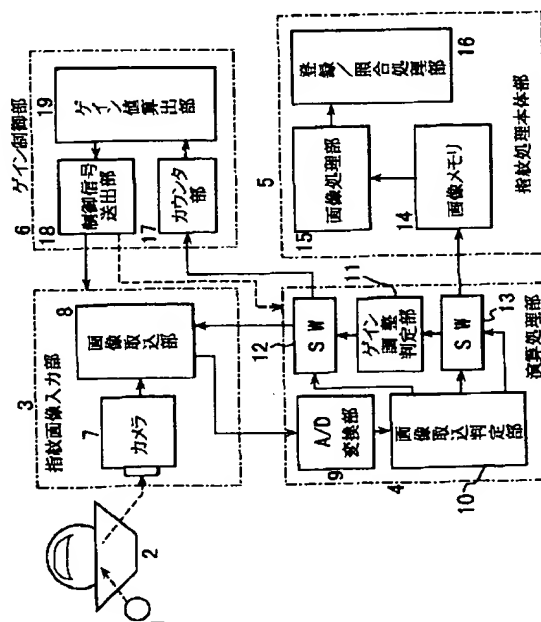 ゲイン制御部
6
19
ゲイン値算出部
18
制御信号
送出部
17
カウンタ
部
5
16
登録/照合処理部
15
画像処理部
14
画像メモリ
指紋処理本体部
3
指紋画像入力部
8
画像取込部
7
カメラ
2
12
SW
11
ゲイン
調整
判定部
13
SW
9
A/D
変換部
4
画像取込判定部
10
演算処理部